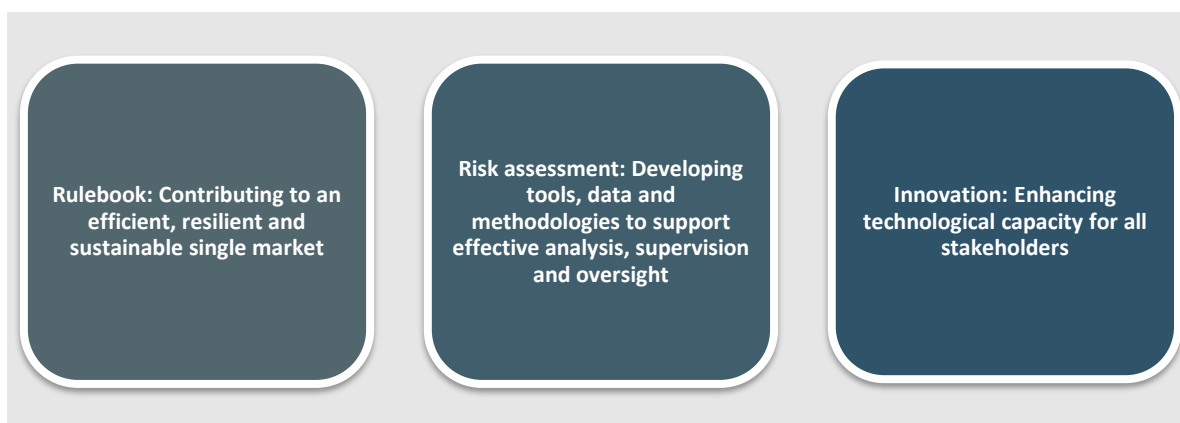 Rulebook: Contributing to an
efficient, resilient and
sustainable single market
Risk assessment: Developing
tools, data and
methodologies to support
effective analysis, supervision
and oversight
Innovation: Enhancing
technological capacity for all
stakeholders